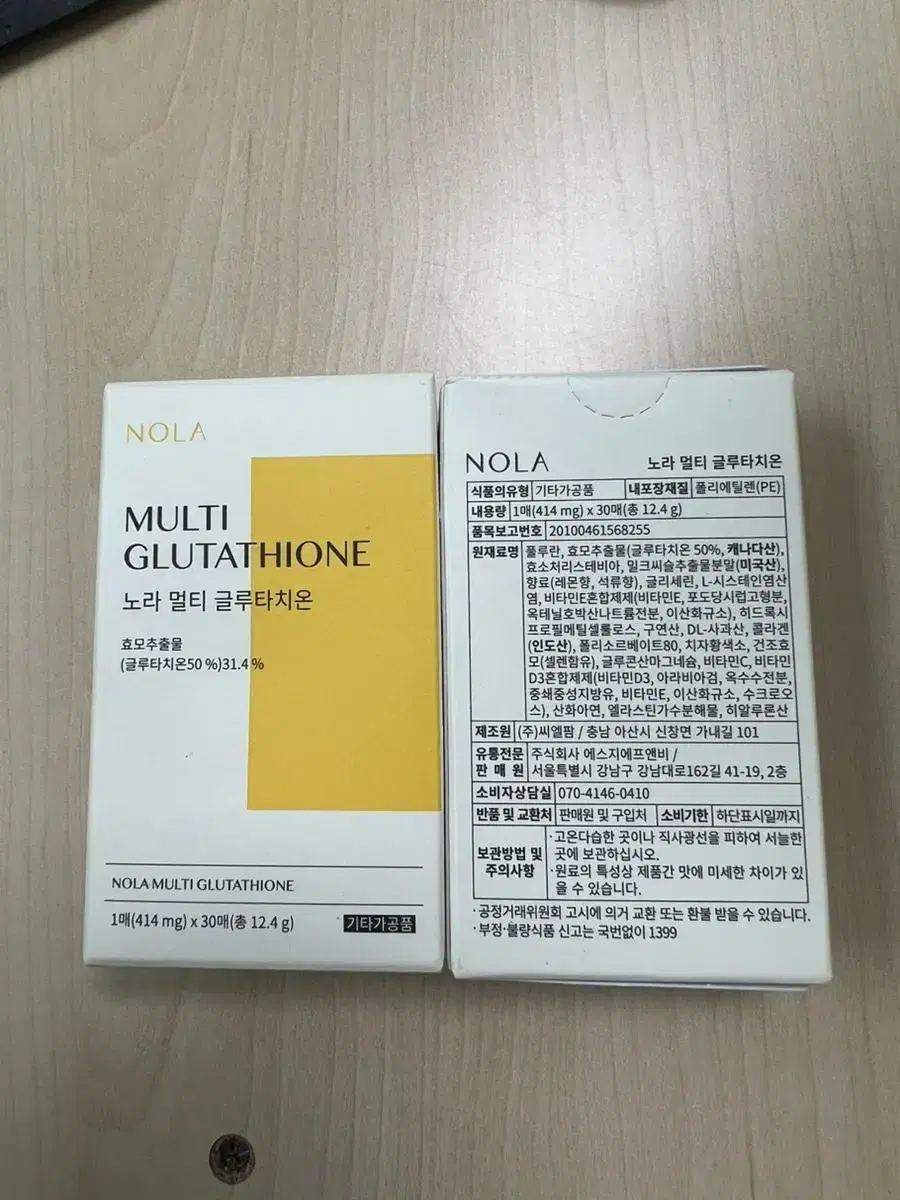 NOLA
MULTI
GLUTATHIONE
노라 멀티 글루타치온
효모추출물
(글루타치온50 %)31.4 %
NOLA MULTI GLUTATHIONE
1매(414 mg) x 30매(총 12.4 g)
기타가공품
NOLA 노라 멀티 글루타치온
식품의유형 기타가공품 내포장재질 폴리에틸렌(PE)
내용량 1매(414 mg) x 30매(총 12.4 g)
품목보고번호 20100461568255
원재료명 풀루란, 효모추출물(글루타치온 50%, 캐나다산),
효소처리스테비아, 밀크씨슬추출물분말(미국산),
향료(레몬향, 석류향), 글리세린, L-시스테인염산
염, 비타민E혼합제제(비타민E, 포도당시럽고형분,
옥테닐호박산나트륨전분, 이산화규소), 히드록시
프로필메틸셀룰로스, 구연산, DL-사과산, 콜라겐
(인도산), 폴리소르베이트80, 치자황색소, 건조효
모(셀렌함유), 글루콘산마그네슘, 비타민C, 비타민
D3혼합제제(비타민D3, 아라비아검, 옥수수전분,
중쇄중성지방유, 비타민E, 이산화규소, 수크로오
스), 산화아연, 엘라스틴가수분해물, 히알루론산
제조원 (주)씨엘팜 / 충남 아산시 신창면 가내길 101
유통전문 주식회사 에스지에프앤비 /
판 매 원 서울특별시 강남구 강남대로162길 41-19, 2층
소비자상담실 070-4146-0410
반품 및 교환처 판매원 및 구입처 소비기한 하단표시일까지
보관방법 및
주의사항
·고온다습한 곳이나 직사광선을 피하여 서늘한
곳에 보관하십시오.
·원료의 특성상 제품간 맛에 미세한 차이가 있
을 수 있습니다.
·공정거래위원회 고시에 의거 교환 또는 환불 받을 수 있습니다.
·부정·불량식품 신고는 국번없이 1399